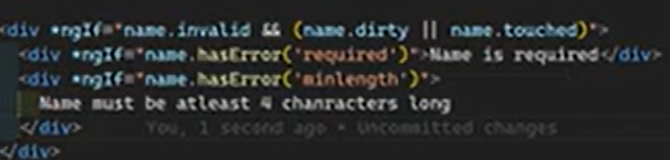 <div *ngIf="name.invalid && (name.dirty || name.touched)">
<div *ngIf="name.hasError('required')">Name is required</div>
<div *ngIf="name.hasError('minlength')">
Name must be atleast 4 chanracters long
</div> You, 1 second ago • Uncommitted changes
</div>